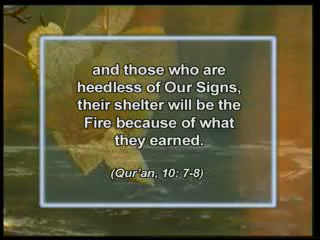 and those who are
heedless of Our Signs,
their shelter will be the
Fire because of what
they earned.
(Qur'an, 10: 7-8)